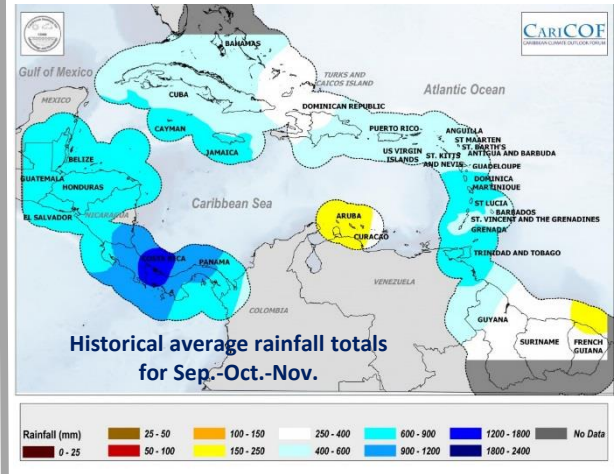 CARICOF
CARIBBEAN CLIMATE OUTLOOK FORUM
BAHAMAS
Gulf of Mexico
TURKS AND
CAICOS ISLAND
Atlantic Ocean
MEXICO
CUBA
DOMINICAN REPUBLIC
CAYMAN
PUERTO RICO
ANGUILLA
ST MAARTEN
ST. BARTH'S
JAMAICA
US VIRGIN
ISLANDS
ST. KITTS
AND NEVIS
ANTIGUA AND BARBUDA
BELIZE
GUADELOUPE
GUATEMALA
DOMINICA
HONDURAS
MARTINIQUE
Caribbean Sea
ST LUCIA
EL SALVADOR
NICARAGUA
ARUBA
BARBADOS
ST. VINCENT AND THE GRENADINES
CURACAO
GRENADA
COSTA RICA
PANAMA
TRINIDAD AND TOBAGO
VENEZUELA
COLOMBIA
GUYANA
SURINAME
FRENCH
GUIANA
Historical average rainfall totals
for Sep.-Oct.-Nov.
Rainfall (mm)
0 - 25
25 - 50
50 - 100
100 - 150
150 - 250
250 - 400
400 - 600
600 - 900
900 - 1200
1200 - 1800
1800 - 2400
No Data